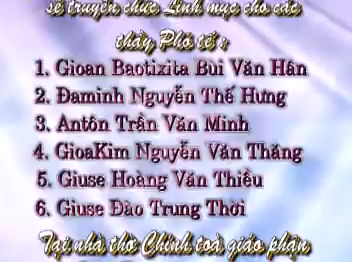 sẽ truyền chức Linh mục cho các
thầy Phó tế :
1. Gioan Baotixita Bùi Văn Hân
2. Đaminh Nguyễn Thế Hưng
3. Antôn Trần Văn Minh
4. GioaKim Nguyễn Văn Thăng
5. Giuse Hoàng Văn Thiều
6. Giuse Đào Trung Thời
Tại nhà thờ Chính toà giáo phận